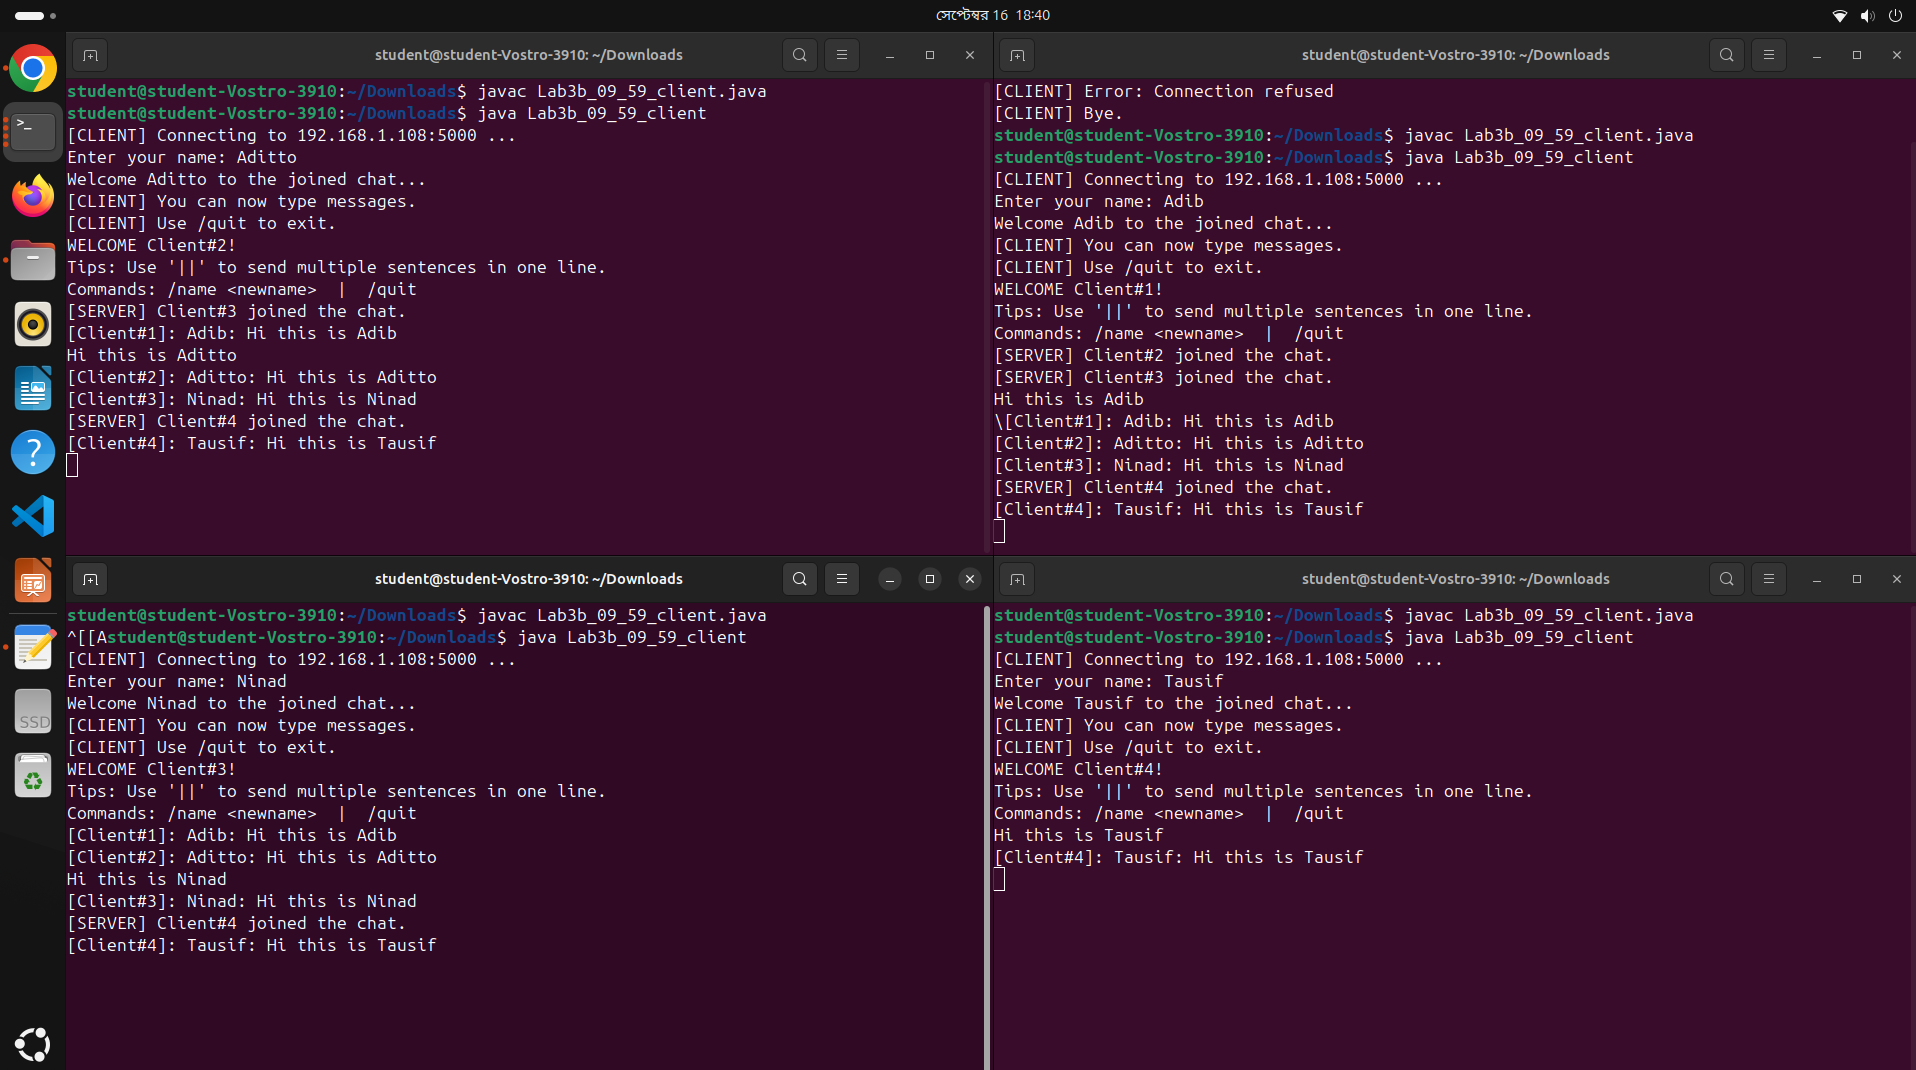 সেপ্টেম্বর 16 18:40
student@student-Vostro-3910: ~/Downloads
student@student-Vostro-3910:~/Downloads$ javac Lab3b_09_59_client.java
student@student-Vostro-3910:~/Downloads$ java Lab3b_09_59_client
[CLIENT] Connecting to 192.168.1.108:5000 ...
Enter your name: Aditto
Welcome Aditto to the joined chat...
[CLIENT] You can now type messages.
[CLIENT] Use /quit to exit.
WELCOME Client#2!
Tips: Use '||' to send multiple sentences in one line.
Commands: /name <newname>  |  /quit
[SERVER] Client#3 joined the chat.
[Client#1]: Adib: Hi this is Adib
Hi this is Aditto
[Client#2]: Aditto: Hi this is Aditto
[Client#3]: Ninad: Hi this is Ninad
[SERVER] Client#4 joined the chat.
[Client#4]: Tausif: Hi this is Tausif
student@student-Vostro-3910: ~/Downloads
[CLIENT] Error: Connection refused
[CLIENT] Bye.
student@student-Vostro-3910:~/Downloads$ javac Lab3b_09_59_client.java
student@student-Vostro-3910:~/Downloads$ java Lab3b_09_59_client
[CLIENT] Connecting to 192.168.1.108:5000 ...
Enter your name: Adib
Welcome Adib to the joined chat...
[CLIENT] You can now type messages.
[CLIENT] Use /quit to exit.
WELCOME Client#1!
Tips: Use '||' to send multiple sentences in one line.
Commands: /name <newname>  |  /quit
[SERVER] Client#2 joined the chat.
[SERVER] Client#3 joined the chat.
Hi this is Adib
\[Client#1]: Adib: Hi this is Adib
[Client#2]: Aditto: Hi this is Aditto
[Client#3]: Ninad: Hi this is Ninad
[SERVER] Client#4 joined the chat.
[Client#4]: Tausif: Hi this is Tausif
student@student-Vostro-3910: ~/Downloads
student@student-Vostro-3910:~/Downloads$ javac Lab3b_09_59_client.java
^[[Astudent@student-Vostro-3910:~/Downloads$ java Lab3b_09_59_client
[CLIENT] Connecting to 192.168.1.108:5000 ...
Enter your name: Ninad
Welcome Ninad to the joined chat...
[CLIENT] You can now type messages.
[CLIENT] Use /quit to exit.
WELCOME Client#3!
Tips: Use '||' to send multiple sentences in one line.
Commands: /name <newname>  |  /quit
[Client#1]: Adib: Hi this is Adib
[Client#2]: Aditto: Hi this is Aditto
Hi this is Ninad
[Client#3]: Ninad: Hi this is Ninad
[SERVER] Client#4 joined the chat.
[Client#4]: Tausif: Hi this is Tausif
student@student-Vostro-3910: ~/Downloads
student@student-Vostro-3910:~/Downloads$ javac Lab3b_09_59_client.java
student@student-Vostro-3910:~/Downloads$ java Lab3b_09_59_client
[CLIENT] Connecting to 192.168.1.108:5000 ...
Enter your name: Tausif
Welcome Tausif to the joined chat...
[CLIENT] You can now type messages.
[CLIENT] Use /quit to exit.
WELCOME Client#4!
Tips: Use '||' to send multiple sentences in one line.
Commands: /name <newname>  |  /quit
Hi this is Tausif
[Client#4]: Tausif: Hi this is Tausif
>_
?
SSD